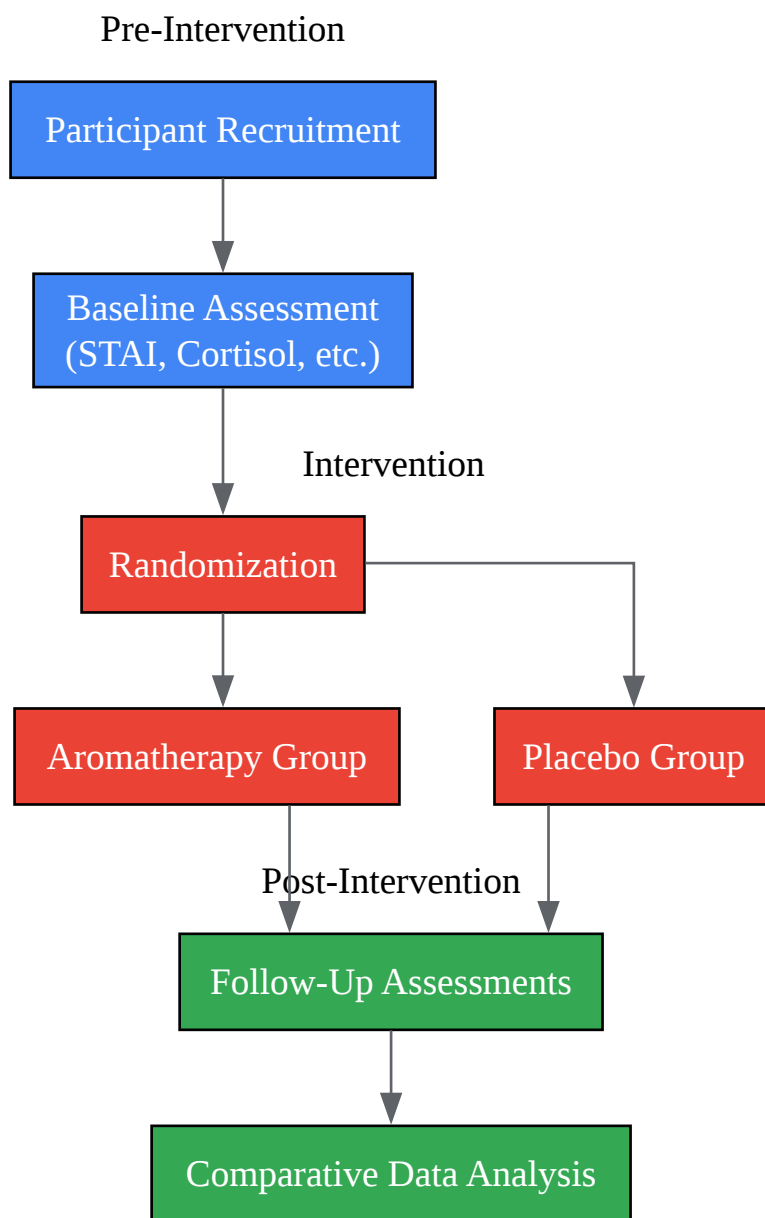 Pre-Intervention
Participant Recruitment
Baseline Assessment
(STAI, Cortisol, etc.)
Intervention
Randomization
Aromatherapy Group
Placebo Group
Post-Intervention
Follow-Up Assessments
Comparative Data Analysis